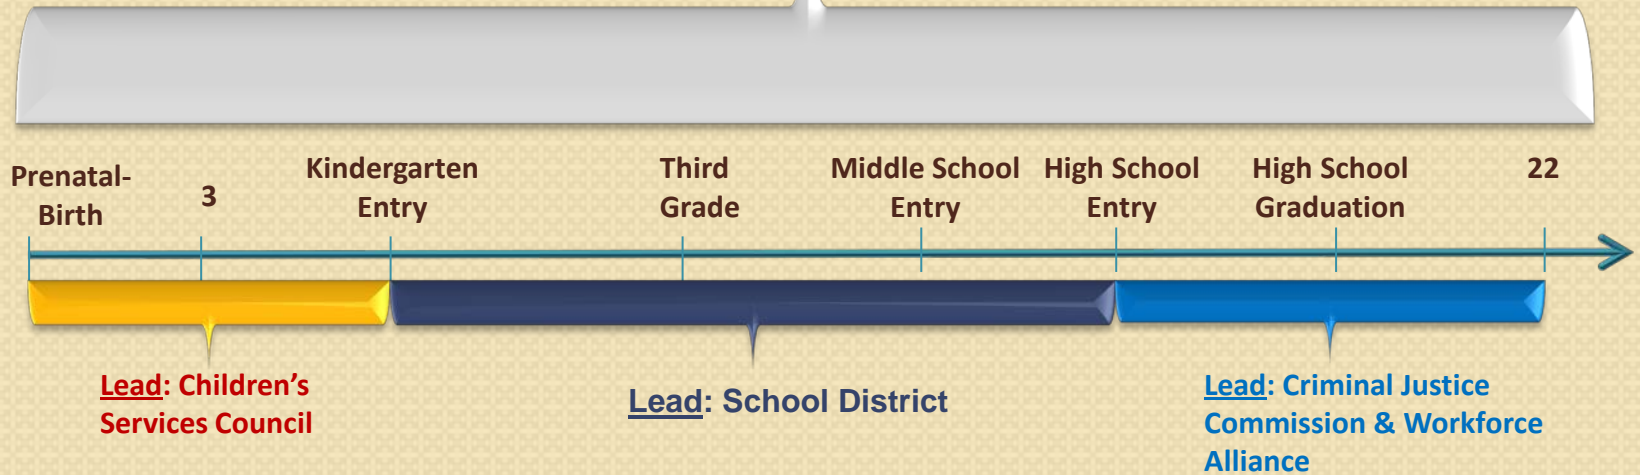 Prenatal-
Birth
3
Kindergarten
Entry
Third
Grade
Middle School
Entry
High School
Entry
High School
Graduation
22
Lead: Children's
Services Council
Lead: School District
Lead: Criminal Justice
Commission & Workforce
Alliance